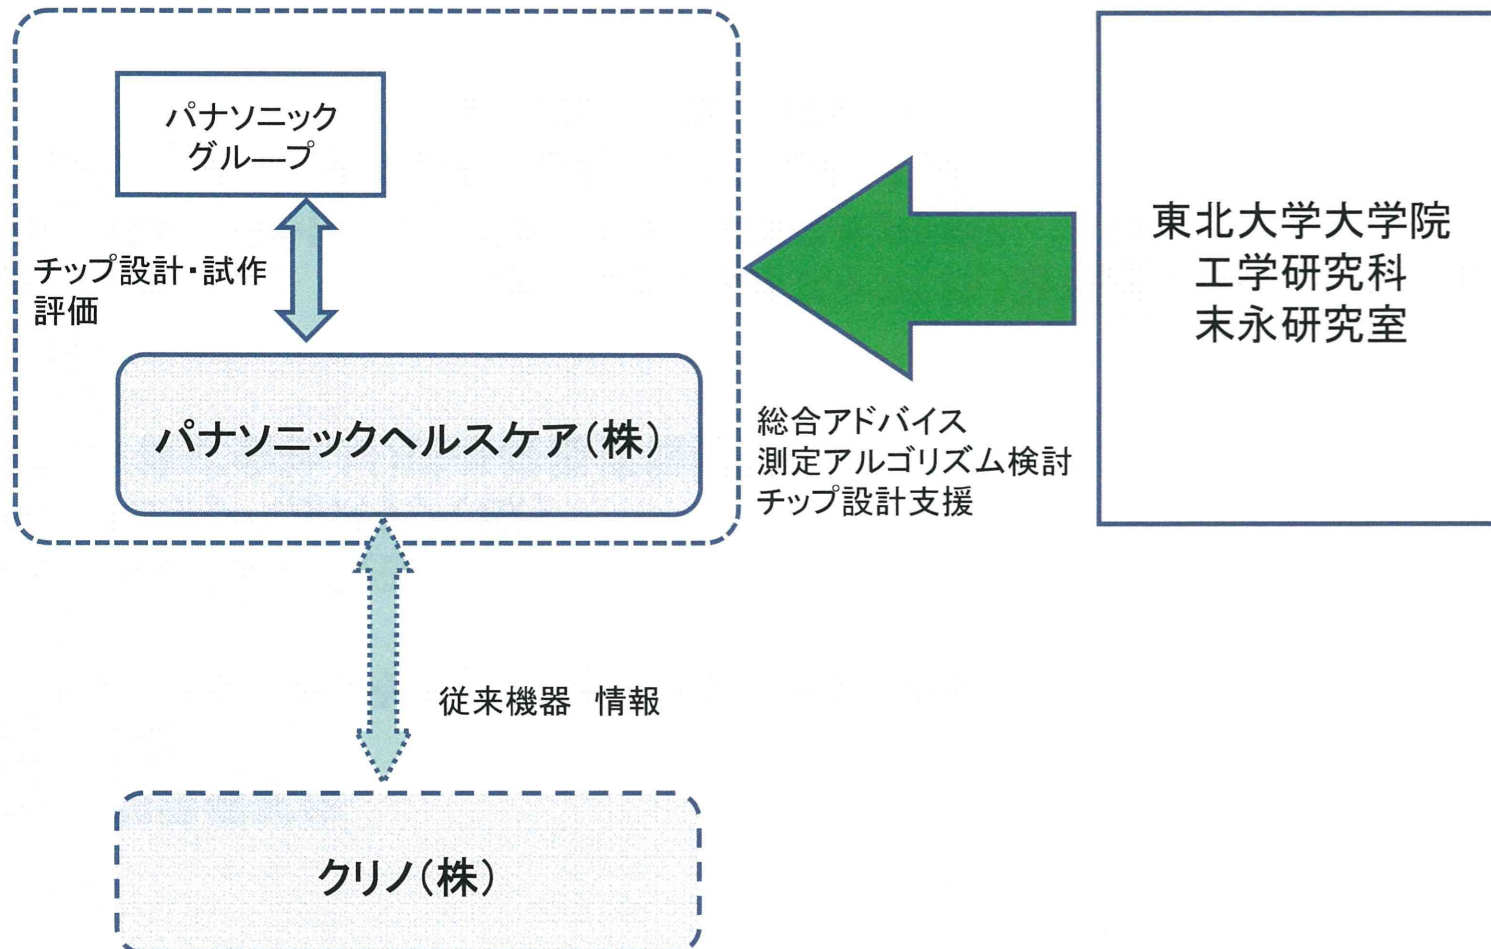 パナソニック
グループ
チップ設計・試作
評価
パナソニックヘルスケア(株)
東北大学大学院
工学研究科
末永研究室
総合アドバイス
測定アルゴリズム検討
チップ設計支援
従来機器　情報
クリノ(株)